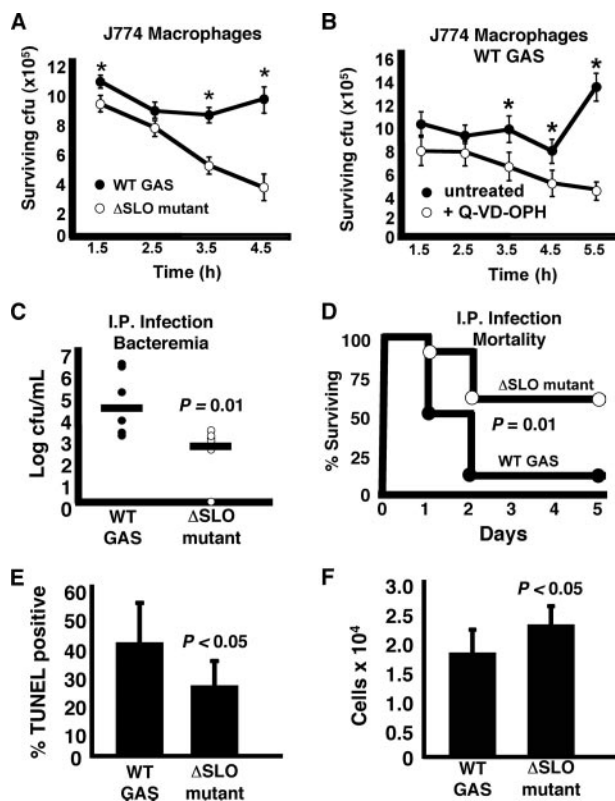 A
J774 Macrophages
Surviving cfu (x10⁵)
12
10
8
6
4
2
0
*
*
*
WT GAS
ΔSLO mutant
1.5
2.5
3.5
4.5
Time (h)
B
J774 Macrophages
WT GAS
Surviving cfu (x10⁵)
16
14
12
10
8
6
4
2
0
*
*
*
untreated
+ Q-VD-OPH
1.5
2.5
3.5
4.5
5.5
Time (h)
C
I.P. Infection
Bacteremia
Log cfu/mL
7
6
5
4
3
2
1
0
P = 0.01
WT
GAS
ΔSLO
mutant
D
I.P. Infection
Mortality
% Surviving
100
75
50
25
0
ΔSLO mutant
P = 0.01
WT GAS
0
1
2
3
4
5
Days
E
% TUNEL positive
60
50
40
30
20
10
0
P < 0.05
WT
GAS
ΔSLO
mutant
F
Cells x 10⁴
3.0
2.5
2.0
1.5
1.0
0.5
0
P < 0.05
WT
GAS
ΔSLO
mutant